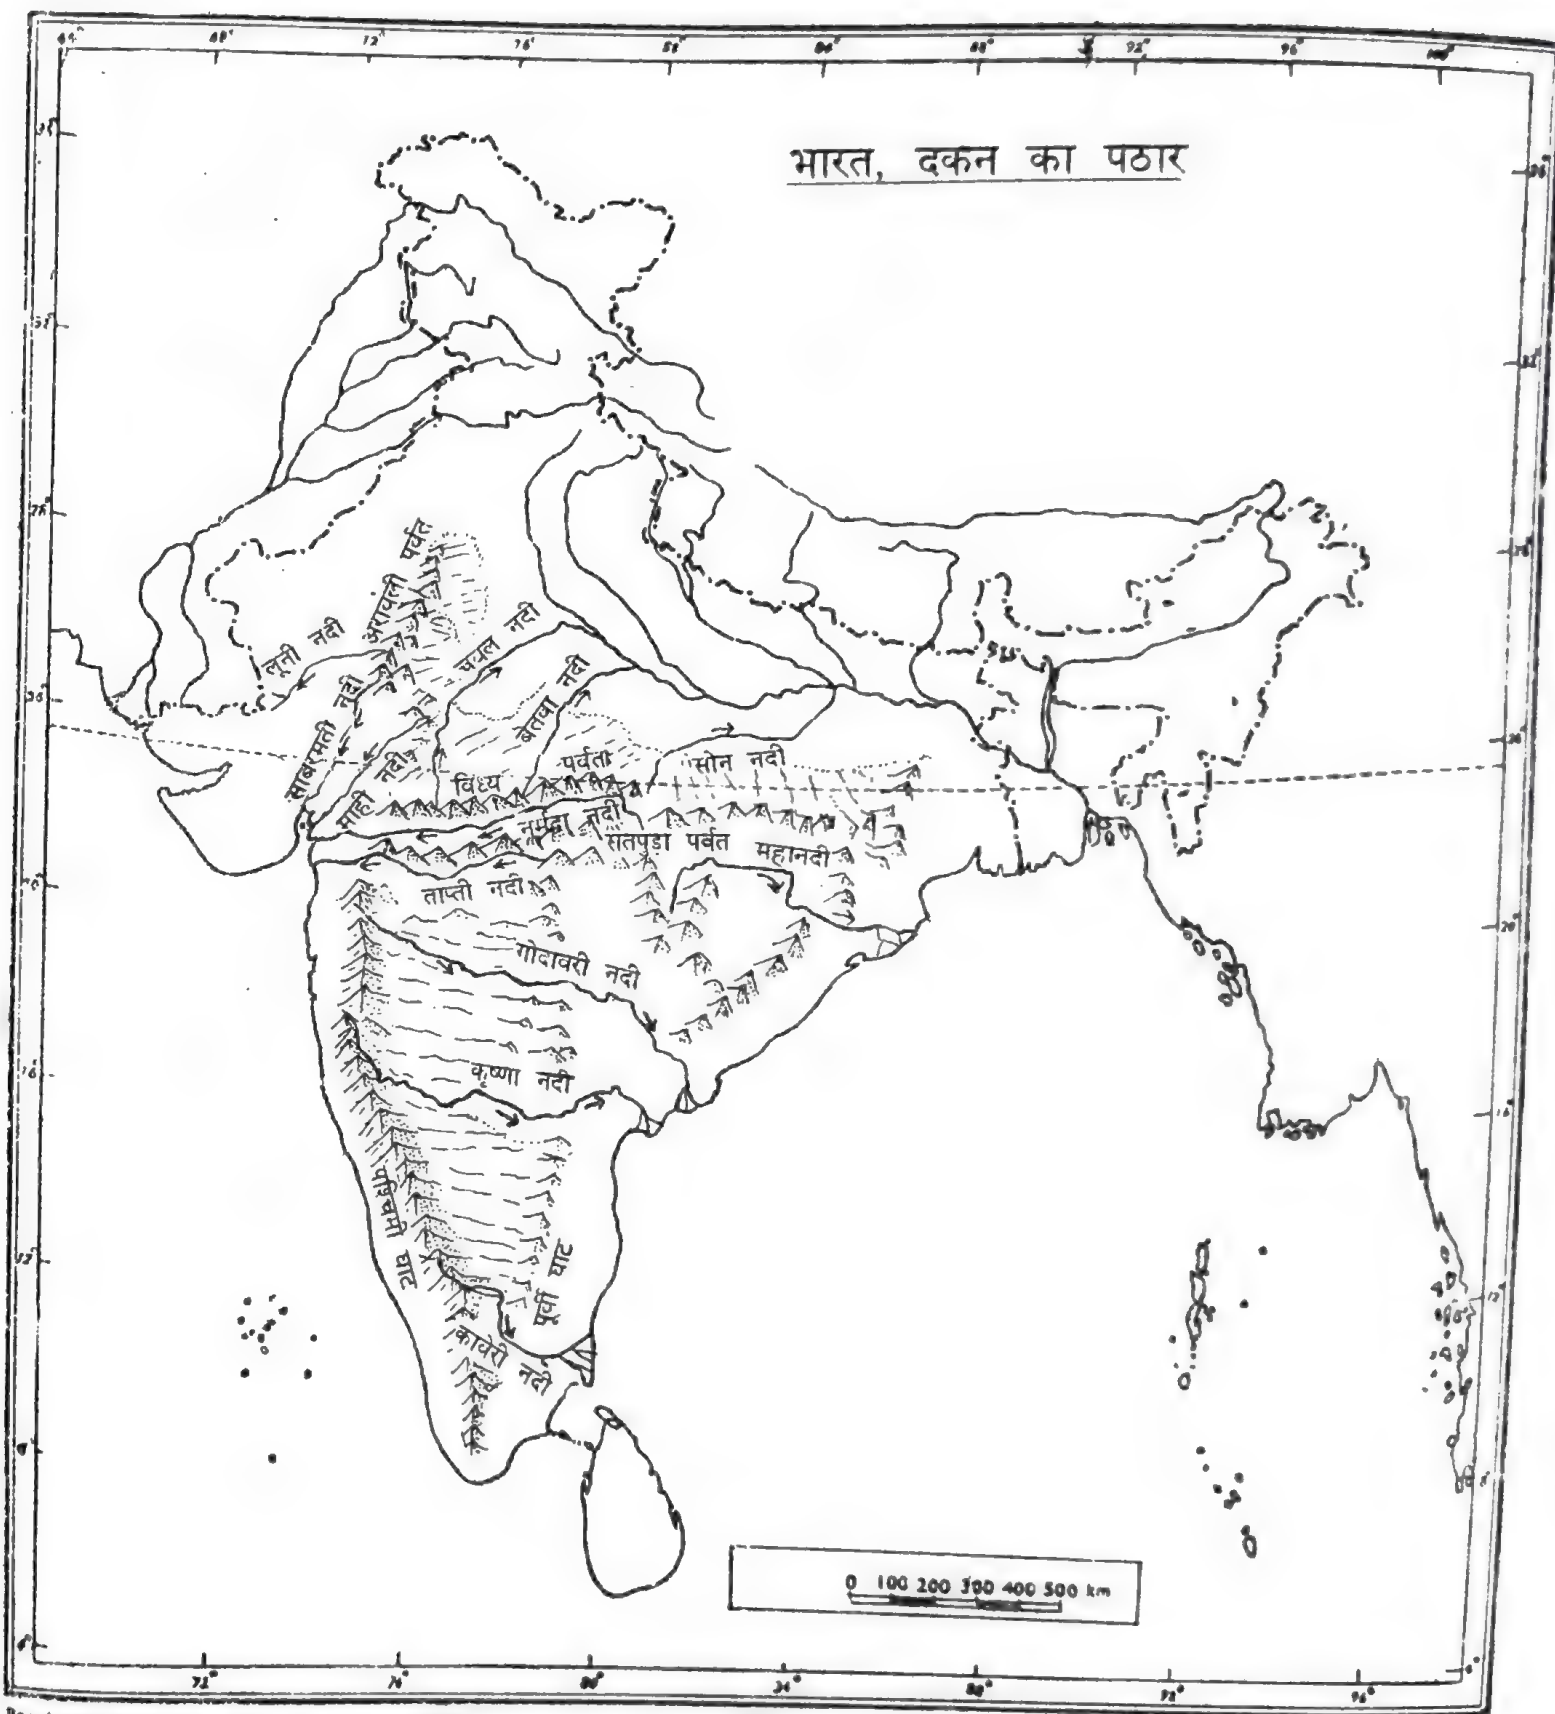 भारत, दकन का पठार
अरावली पर्वत
लूनी नदी
चंबल नदी
बेतवा नदी
साबरमती नदी
माही नदी
विंध्य पर्वत
सोन नदी
नर्मदा नदी
सतपुड़ा पर्वत
महानदी
ताप्ती नदी
गोदावरी नदी
कृष्णा नदी
पश्चिमी घाट
पूर्वी घाट
कावेरी नदी
0 100 200 300 400 500 km